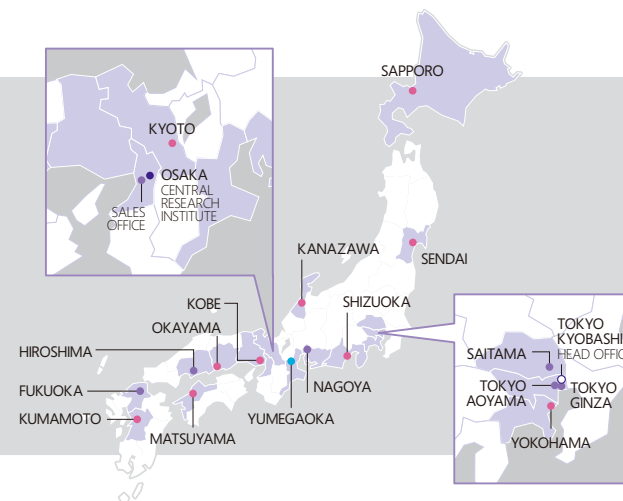 SAPPORO
KYOTO
OSAKA
CENTRAL
RESEARCH
INSTITUTE
SALES
OFFICE
KANAZAWA
SENDAI
KOBE
SHIZUOKA
OKAYAMA
HIROSHIMA
FUKUOKA
KUMAMOTO
MATSUYAMA
YUMEGAOKA
NAGOYA
TOKYO
KYOBASHI
HEAD OFFIC
SAITAMA
TOKYO
AOYAMA
TOKYO
GINZA
YOKOHAMA